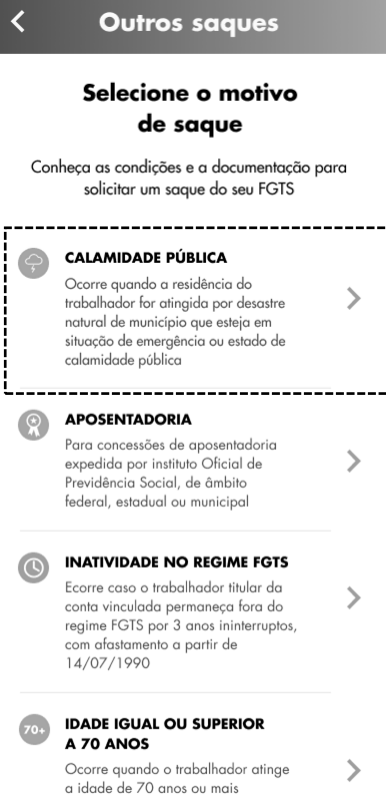 Outros saques
Selecione o motivo
de saque
Conheça as condições e a documentação para
solicitar um saque do seu FGTS
CALAMIDADE PÚBLICA
Ocorre quando a residência do
trabalhador for atingida por desastre
natural de município que esteja em
situação de emergência ou estado de
calamidade pública
APOSENTADORIA
Para concessões de aposentadoria
expedida por instituto Oficial de
Previdência Social, de âmbito
federal, estadual ou municipal
INATIVIDADE NO REGIME FGTS
Ecorre caso o trabalhador titular da
conta vinculada permaneça fora do
regime FGTS por 3 anos ininterruptos,
com afastamento a partir de
14/07/1990
70+
IDADE IGUAL OU SUPERIOR
A 70 ANOS
Ocorre quando o trabalhador atinge
a idade de 70 anos ou mais